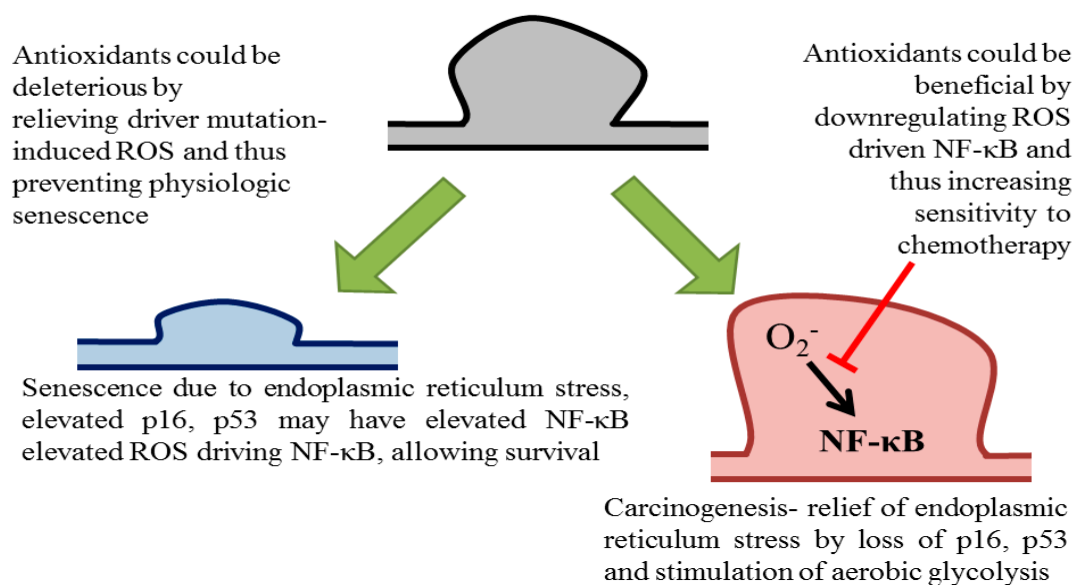 Antioxidants could be
deleterious by
relieving driver mutation-
induced ROS and thus
preventing physiologic
senescence
Antioxidants could be
beneficial by
downregulating ROS
driven NF-κB and
thus increasing
sensitivity to
chemotherapy
Senescence due to endoplasmic reticulum stress,
elevated p16, p53 may have elevated NF-κB
elevated ROS driving NF-κB, allowing survival
O₂⁻
NF-κB
Carcinogenesis- relief of endoplasmic
reticulum stress by loss of p16, p53
and stimulation of aerobic glycolysis